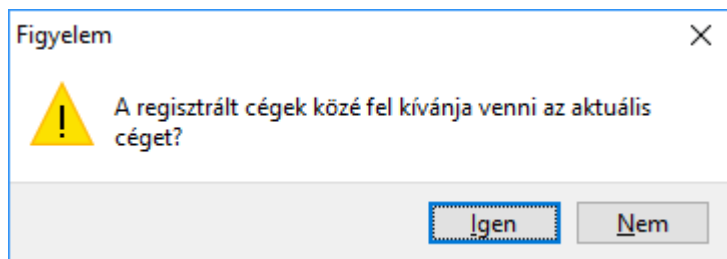 Figyelem
A regisztrált cégek közé fel kívánja venni az aktuális
céget?
Igen
Nem